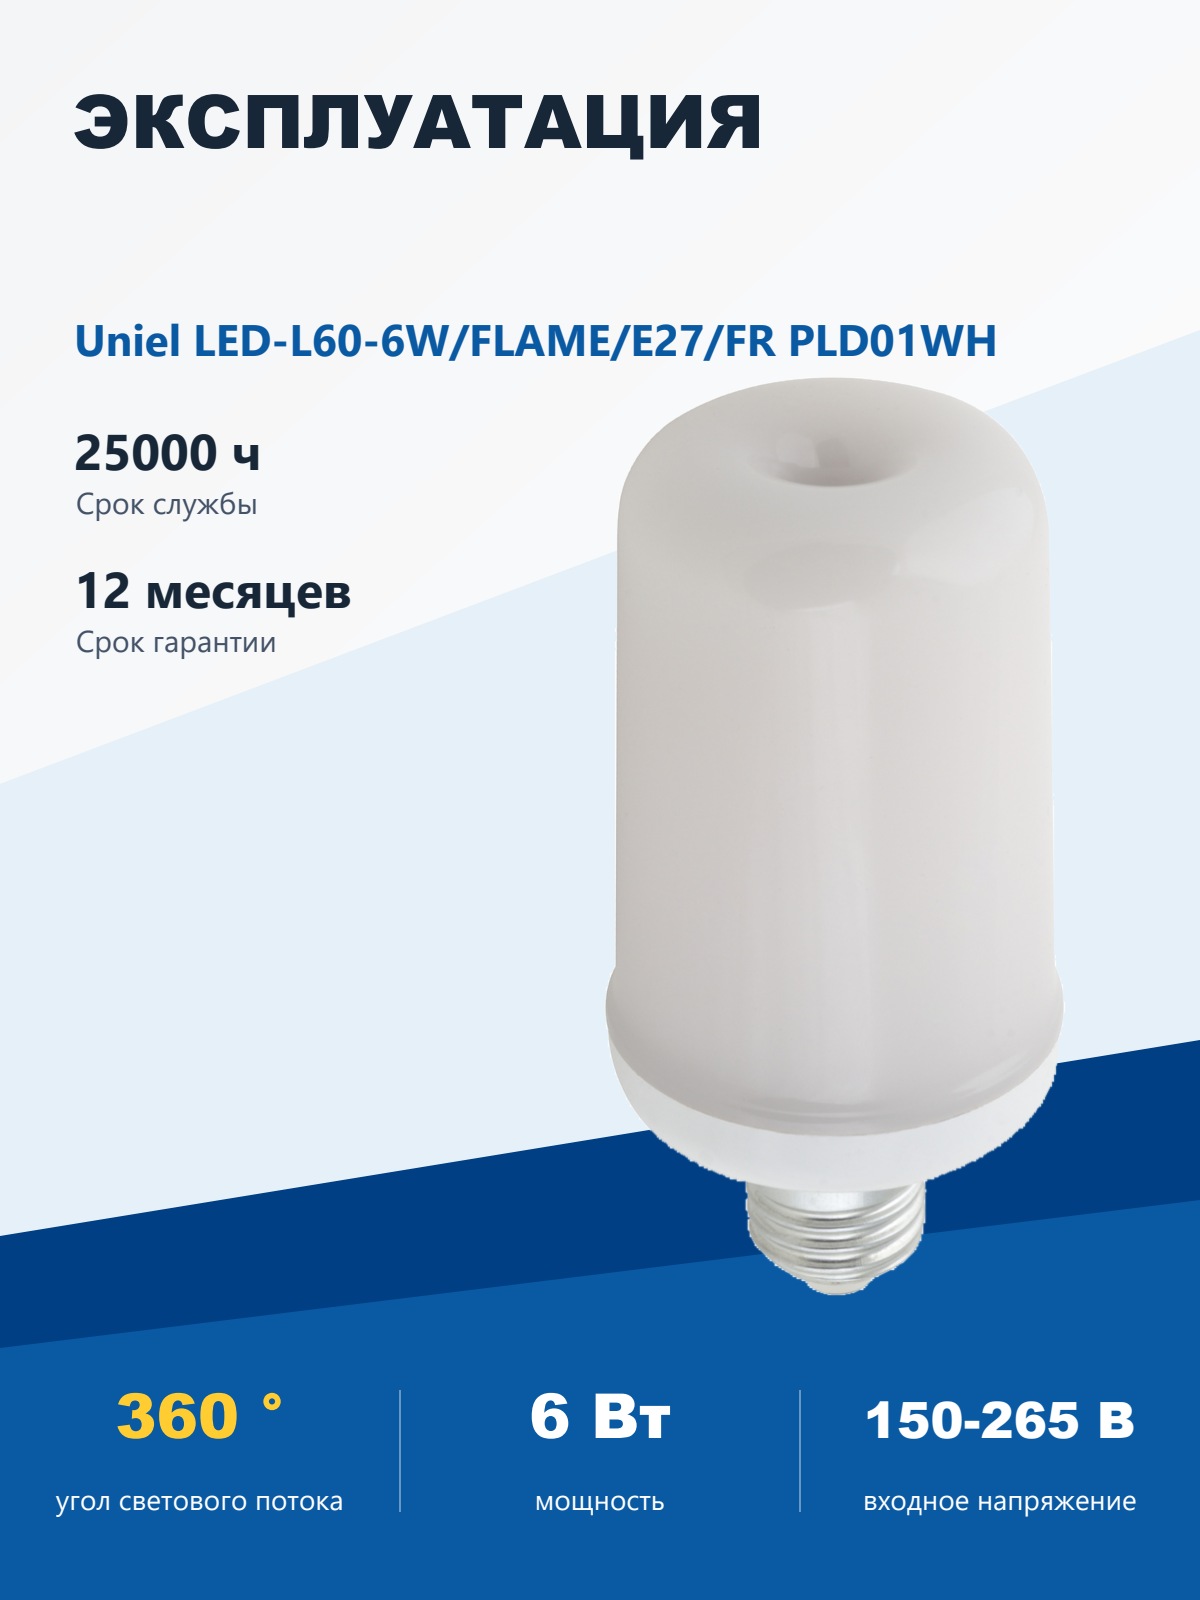 ЭКСПЛУАТАЦИЯ
Uniel LED-L60-6W/FLAME/E27/FR PLD01WH
25000 ч
Срок службы
12 месяцев
Срок гарантии
360 °
угол светового потока
6 Вт
мощность
150-265 В
входное напряжение